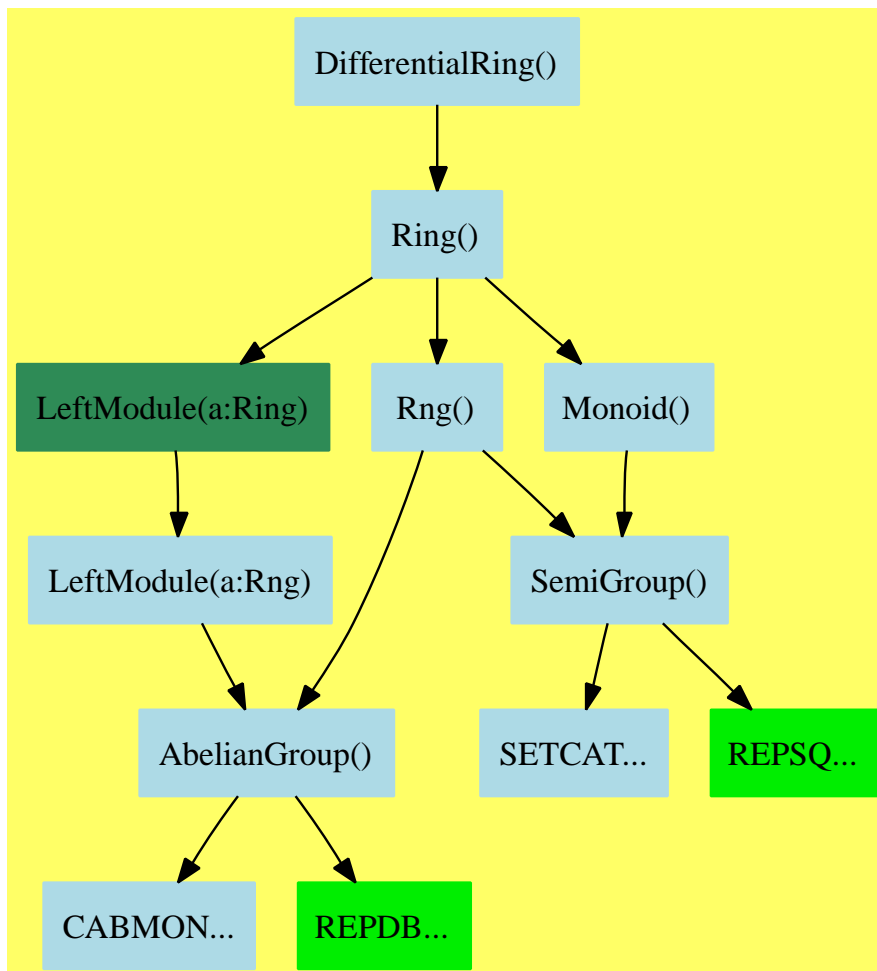 DifferentialRing()
Ring()
LeftModule(a:Ring)
Rng()
Monoid()
LeftModule(a:Rng)
SemiGroup()
AbelianGroup()
SETCAT...
REPSQ...
CABMON...
REPDB...